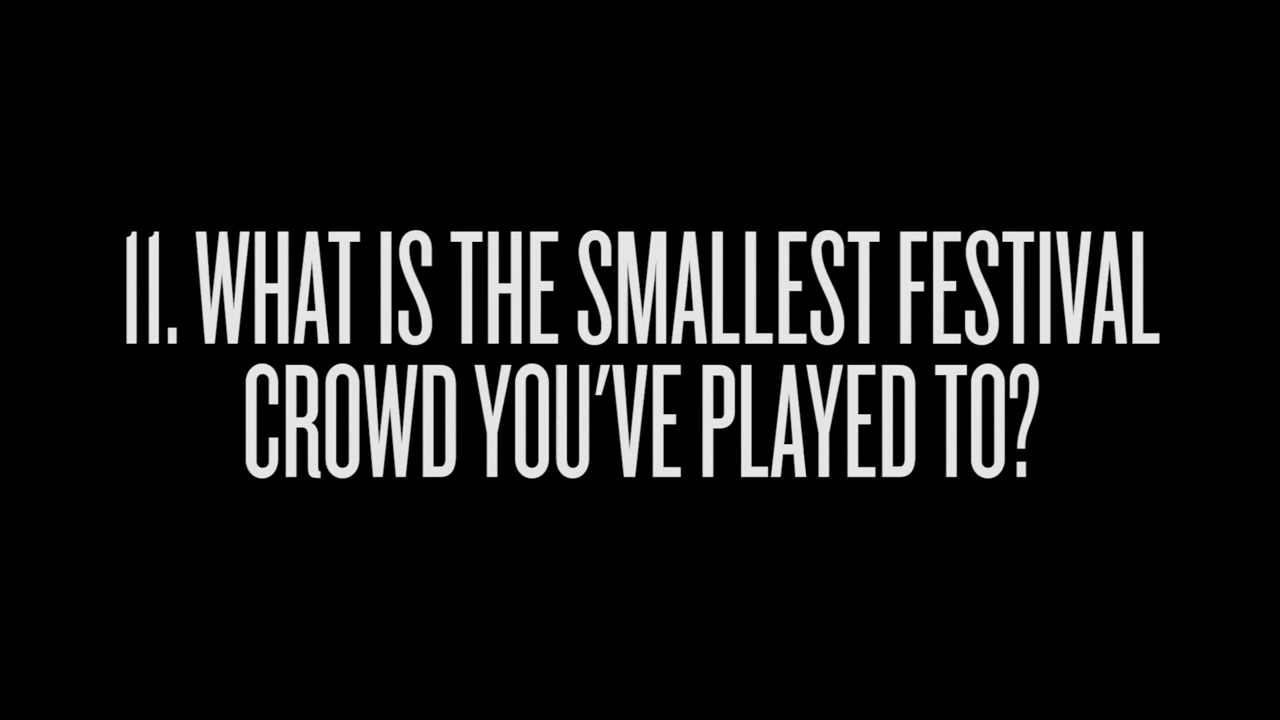 11. WHAT IS THE SMALLEST FESTIVAL
CROWD YOU'VE PLAYED TO?